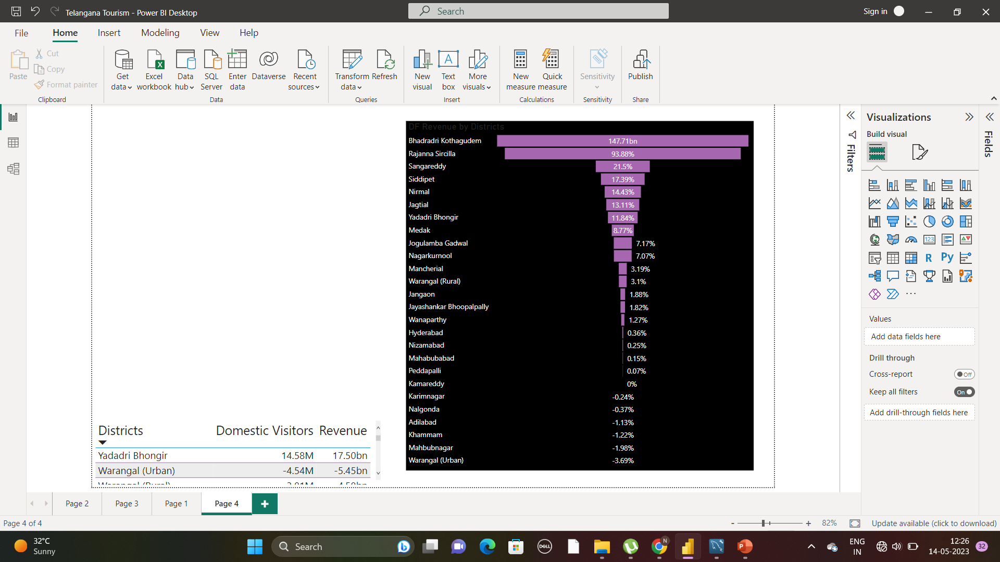 Telangana Tourism - Power BI Desktop
Search
Sign in
File
Home
Insert
Modeling
View
Help
Paste
Cut
Copy
Format painter
Clipboard
Get data
Excel workbook
Data hub
SQL Server
Enter data
Dataverse
Recent sources
Data
Transform data
Refresh
Queries
New visual
Text box
More visuals
Insert
New measure
Quick measure
Calculations
Sensitivity
Sensitivity
Publish
Share
DF Revenue by Districts
Bhadradri Kothagudem 147.71bn
Rajanna Sircilla 93.88%
Sangareddy 21.5%
Siddipet 17.39%
Nirmal 14.43%
Jagtial 13.11%
Yadadri Bhongir 11.84%
Medak 8.77%
Jogulamba Gadwal 7.17%
Nagarkurnool 7.07%
Mancherial 3.19%
Warangal (Rural) 3.1%
Jangaon 1.88%
Jayashankar Bhoopalpally 1.82%
Wanaparthy 1.27%
Hyderabad 0.36%
Nizamabad 0.25%
Mahabubabad 0.15%
Peddapalli 0.07%
Kamareddy 0%
Karimnagar -0.24%
Nalgonda -0.37%
Adilabad -1.13%
Khammam -1.22%
Mahbubnagar -1.98%
Warangal (Urban) -3.69%
Districts Domestic Visitors Revenue
Yadadri Bhongir 14.58M 17.50bn
Warangal (Urban) -4.54M -5.45bn
Filters
Visualizations
Build visual
123
R
Py
Values
Add data fields here
Drill through
Cross-report Off
Keep all filters On
Add drill-through fields here
Fields
Page 2
Page 3
Page 1
Page 4
+
Page 4 of 4
- + 82%
Update available (click to download)
32°C
Sunny
Search
DELL
N
ENG
IN
12:26
14-05-2023
32